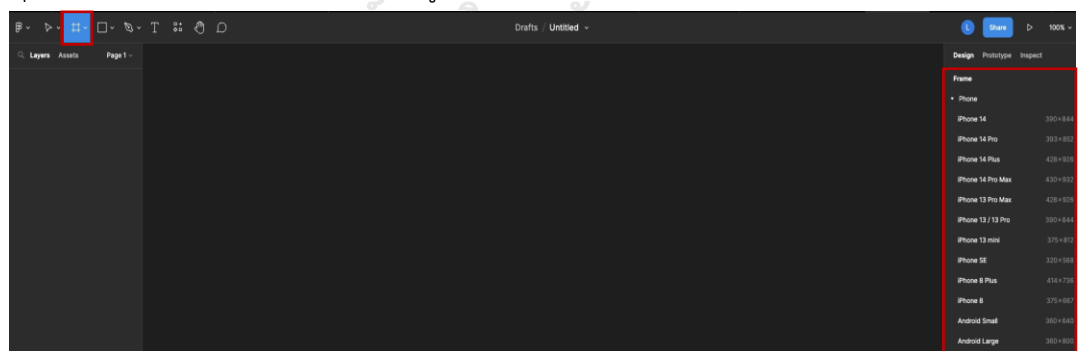 Drafts / Untitled
L Share 100%
Layers Assets Page 1
Design Prototype Inspect
Frame
Phone
iPhone 14 390×844
iPhone 14 Pro 393×852
iPhone 14 Plus 428×926
iPhone 14 Pro Max 430×932
iPhone 13 Pro Max 428×926
iPhone 13 / 13 Pro 390×844
iPhone 13 mini 375×812
iPhone SE 320×568
iPhone 8 Plus 414×736
iPhone 8 375×667
Android Small 360×640
Android Large 360×800